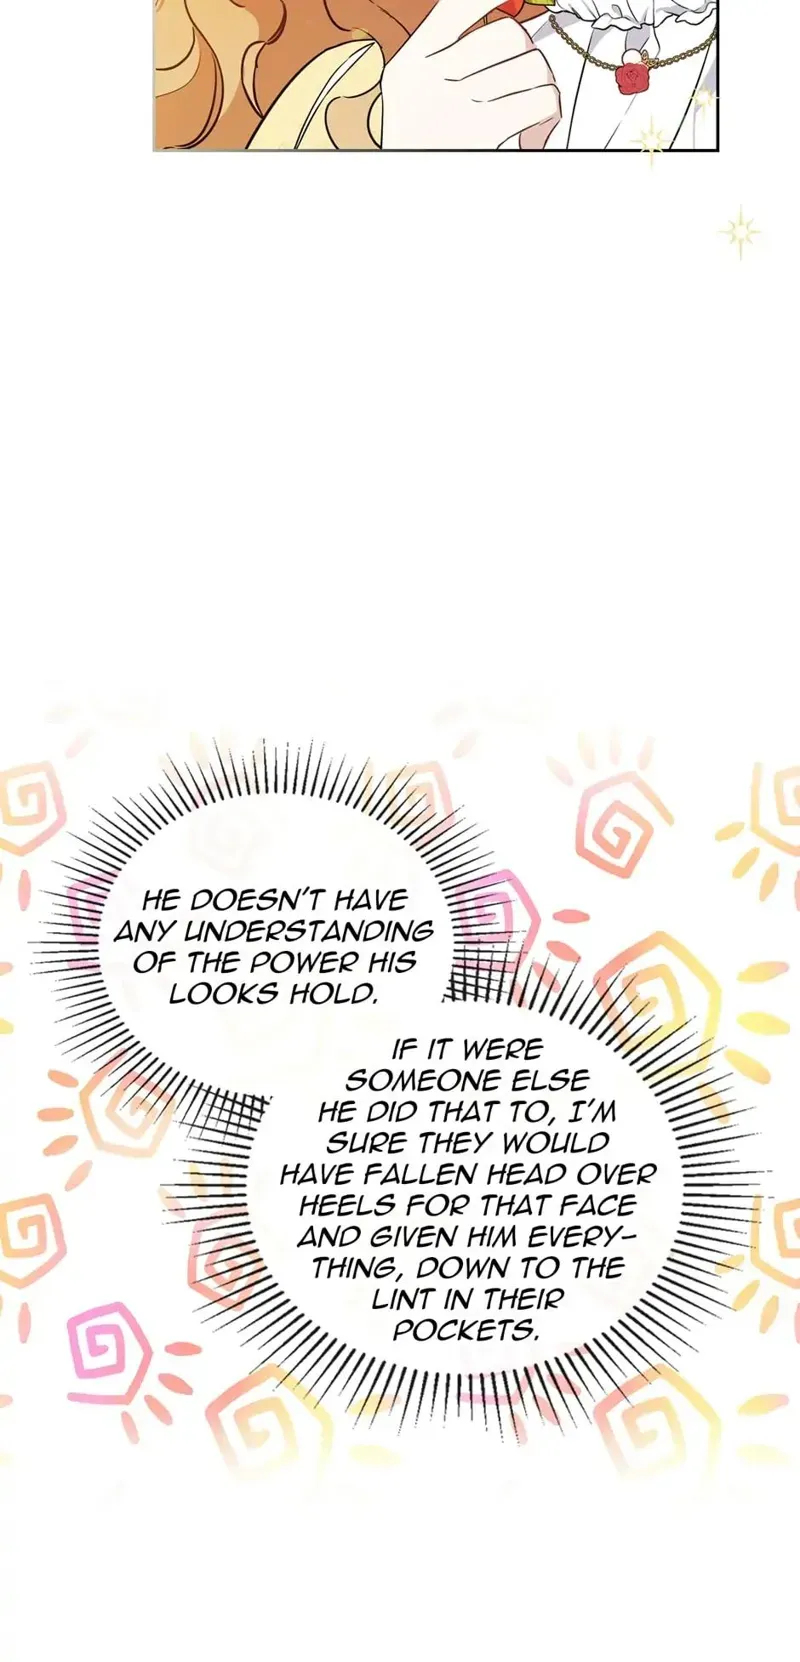 HE DOESN'T HAVE
ANY UNDERSTANDING
OF THE POWER HIS
LOOKS HOLD.
IF IT WERE
SOMEONE ELSE
HE DID THAT TO, I'M
SURE THEY WOULD
HAVE FALLEN HEAD OVER
HEELS FOR THAT FACE
AND GIVEN HIM EVERY-
THING, DOWN TO THE
LINT IN THEIR
POCKETS.